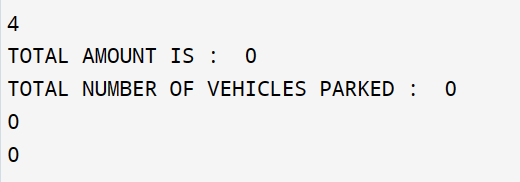 4
TOTAL AMOUNT IS :  0
TOTAL NUMBER OF VEHICLES PARKED :  0
0
0